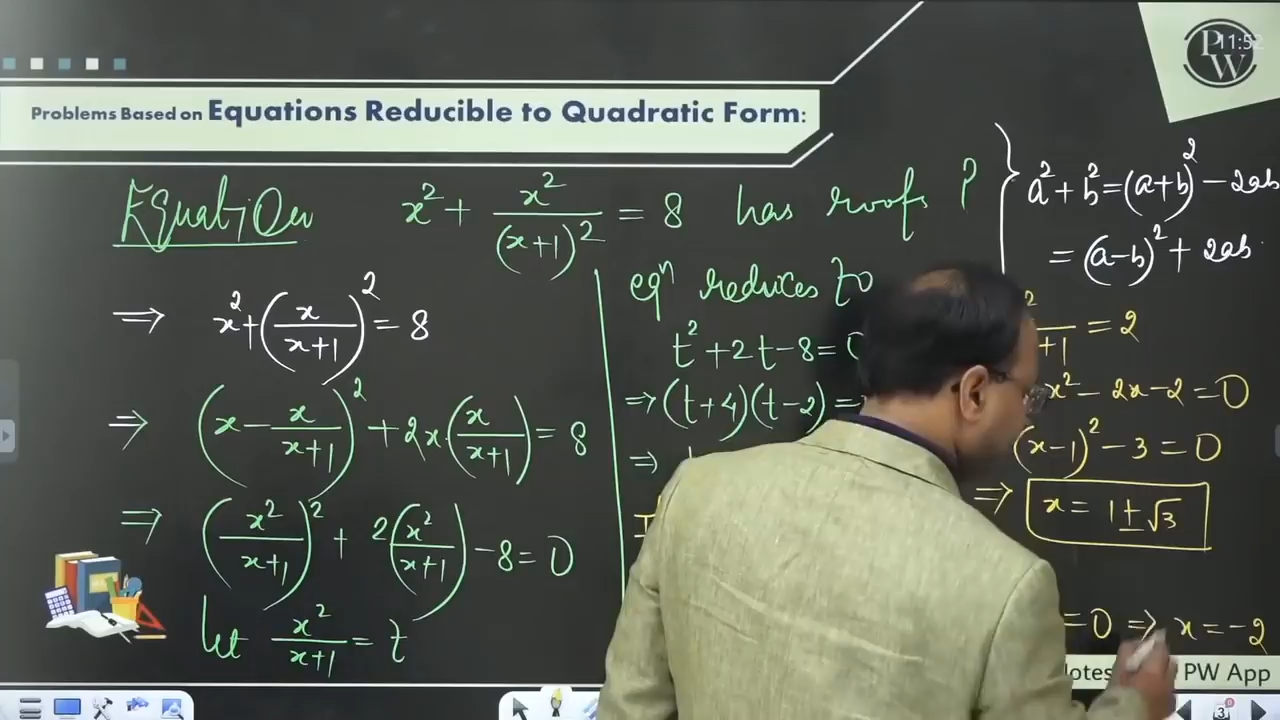 PW
11:52
Problems Based on Equations Reducible to Quadratic Form:
Equation x² + x²/(x+1)² = 8 has roots ?
⇒ x² + (x/(x+1))² = 8
⇒ (x - x/(x+1))² + 2x(x/(x+1)) = 8
⇒ (x²/(x+1))² + 2(x²/(x+1)) - 8 = 0
let x²/(x+1) = t
eqⁿ reduces to
t² + 2t - 8 = 0
⇒ (t+4)(t-2) =
⇒
a² + b² = (a+b)² - 2ab
= (a-b)² + 2ab
+1 = 2
x² - 2x - 2 = 0
(x-1)² - 3 = 0
⇒ x = 1 ± √3
= 0 ⇒ x = -2
PW App